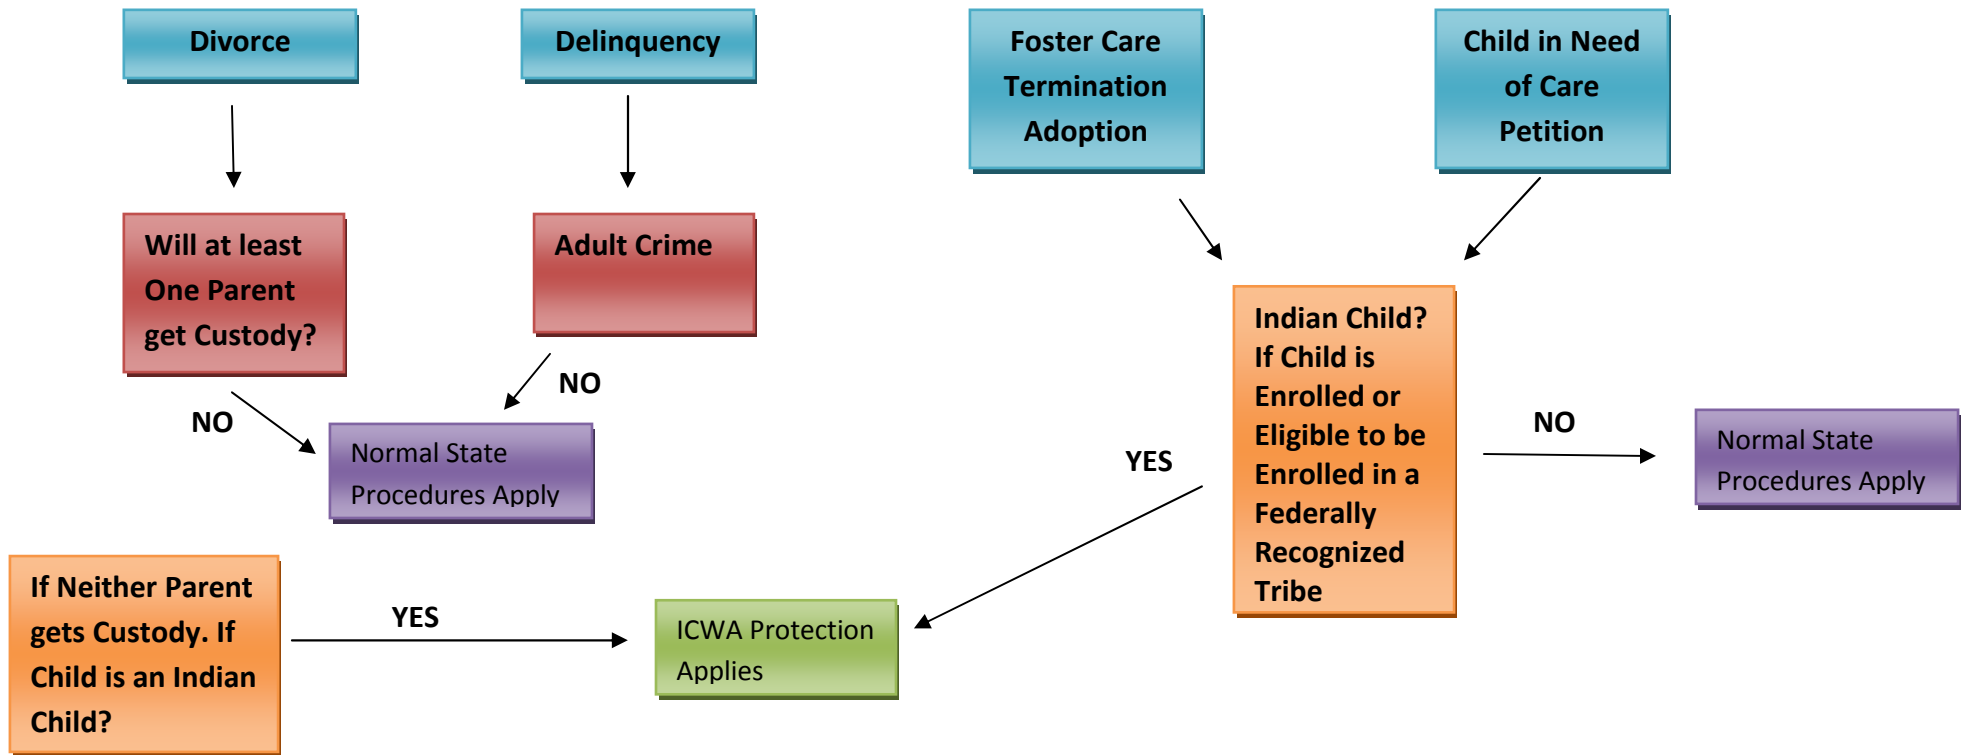 Divorce
Delinquency
Foster Care
Termination
Adoption
Child in Need
of Care
Petition
Will at least
One Parent
get Custody?
Adult Crime
Indian Child?
If Child is
Enrolled or
Eligible to be
Enrolled in a
Federally
Recognized
Tribe
NO
NO
Normal State
Procedures Apply
YES
NO
Normal State
Procedures Apply
If Neither Parent
gets Custody. If
Child is an Indian
Child?
YES
ICWA Protection
Applies